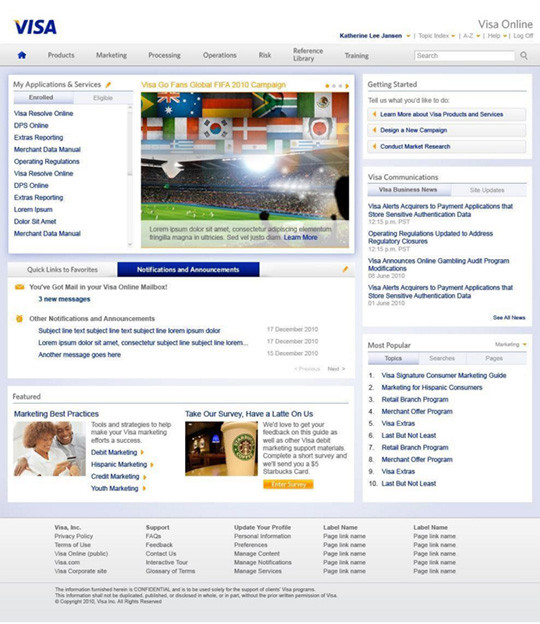 VISA
Visa Online
Katherine Lee Jansen | Topic Index | A-Z | Help | Log Off
Products Marketing Processing Operations Risk Reference Library Training Search
My Applications & Services
Enrolled Eligible
Visa Resolve Online
DPS Online
Extras Reporting
Merchant Data Manual
Operating Regulations
Visa Resolve Online
DPS Online
Extras Reporting
Lorem Ipsum
Dolor Sit Amet
Merchant Data Manual
Visa Go Fans Global FIFA 2010 Campaign
Lorem ipsum dolor sit amet, consectetur adipiscing elementum
fringilla magna in ultricies. Sed vel justo diam. Learn More
Getting Started
Tell us what you'd like to do:
Learn More about Visa Products and Services
Design a New Campaign
Conduct Market Research
Visa Communications
Visa Business News Site Updates
Visa Alerts Acquirers to Payment Applications that
Store Sensitive Authentication Data
12:15 p.m. PST
Operating Regulations Updated to Address
Regulatory Closures
12:15 p.m. PST
Visa Announces Online Gambling Audit Program
Modifications
08 June 2010
Visa Alerts Acquirers to Payment Applications that
Store Sensitive Authentication Data
01 June 2010
See All News
Quick Links to Favorites Notifications and Announcements
You've Got Mail in your Visa Online Mailbox!
3 new messages
Other Notifications and Announcements
Subject line text subject line text subject line lorem ipsum dolor 17 December 2010
Lorem ipsum dolor sit amet, consectetur subject line subject line lorem... 17 December 2010
Another message goes here 15 December 2010
< Previous Next >
Most Popular Marketing
Topics Searches Pages
1. Visa Signature Consumer Marketing Guide
2. Marketing for Hispanic Consumers
3. Retail Branch Program
4. Merchant Offer Program
5. Visa Extras
6. Last But Not Least
7. Retail Branch Program
8. Merchant Offer Program
9. Visa Extras
10. Last But Not Least
Featured
Marketing Best Practices
Tools and strategies to help
make your Visa marketing
efforts a success.
Debit Marketing
Hispanic Marketing
Credit Marketing
Youth Marketing
Take Our Survey, Have a Latte On Us
We'd love to get your
feedback on this guide as
well as other Visa debit
marketing support materials.
Complete a short survey and
we'll send you a $5
Starbucks Card.
Enter Survey
Visa, Inc.
Privacy Policy
Terms of Use
Visa Online (public)
Visa.com
Visa Corporate site
Support
FAQs
Feedback
Contact Us
Interactive Tour
Glossary of Terms
Update Your Profile
Personal Information
Preferences
Manage Content
Manage Notifications
Manage Services
Label Name
Page link name
Page link name
Page link name
Page link name
Page link name
Label Name
Page link name
Page link name
Page link name
Page link name
Page link name
The information furnished herein is CONFIDENTIAL and is to be used solely for the support of clients' Visa programs.
This information shall not be duplicated, published, or disclosed in whole, or in part, without the prior written permission of Visa.
© Copyright 2010, Visa Inc. All Rights Reserved